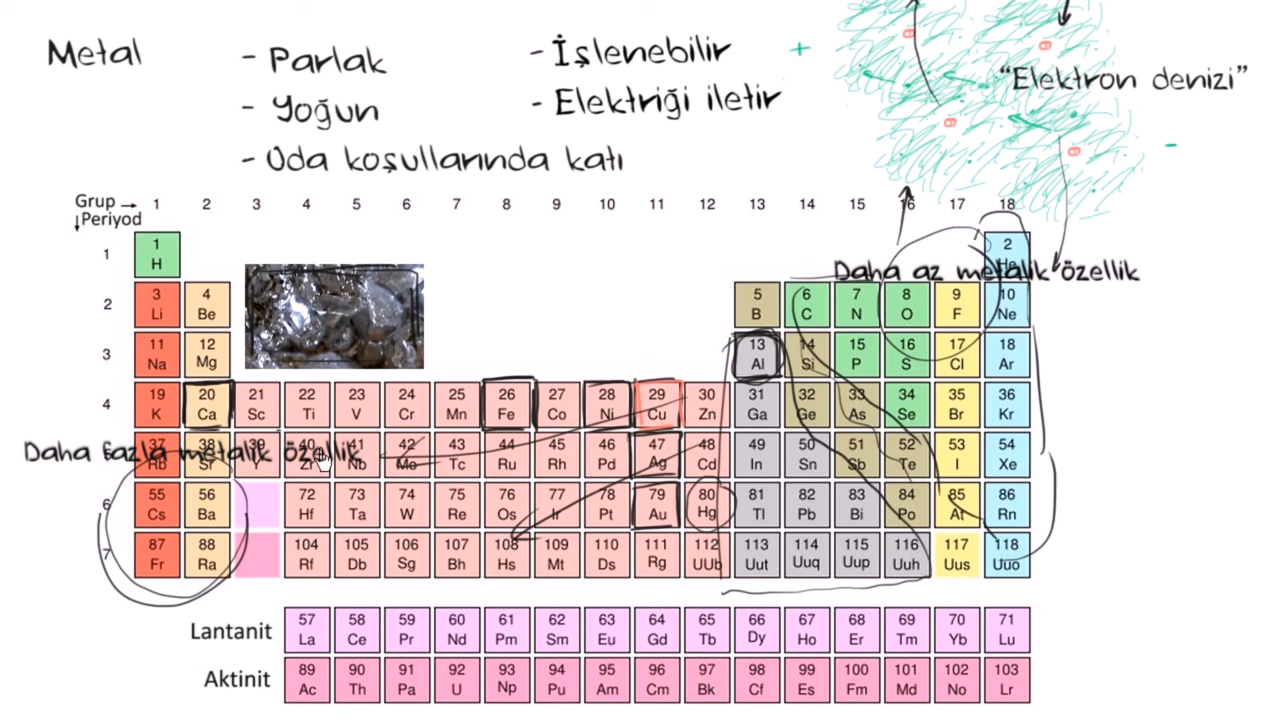 Metal
- Parlak
- Yoğun
- Oda koşullarında katı
- İşlenebilir
- Elektriği iletir
+
"Elektron denizi"
-
Grup → 1 2 3 4 5 6 7 8 9 10 11 12 13 14 15 16 17 18
↓Periyod
Daha az metalik özellik
1 1 H 2 He
2 3 Li 4 Be 5 B 6 C 7 N 8 O 9 F 10 Ne
3 11 Na 12 Mg 13 Al 14 Si 15 P 16 S 17 Cl 18 Ar
4 19 K 20 Ca 21 Sc 22 Ti 23 V 24 Cr 25 Mn 26 Fe 27 Co 28 Ni 29 Cu 30 Zn 31 Ga 32 Ge 33 As 34 Se 35 Br 36 Kr
Daha fazla metalik özellik
37 Rb 38 Sr 39 Y 40 Zr 41 Nb 42 Mo 43 Tc 44 Ru 45 Rh 46 Pd 47 Ag 48 Cd 49 In 50 Sn 51 Sb 52 Te 53 I 54 Xe
6 55 Cs 56 Ba 72 Hf 73 Ta 74 W 75 Re 76 Os 77 Ir 78 Pt 79 Au 80 Hg 81 Tl 82 Pb 83 Bi 84 Po 85 At 86 Rn
7 87 Fr 88 Ra 104 Rf 105 Db 106 Sg 107 Bh 108 Hs 109 Mt 110 Ds 111 Rg 112 UUb 113 Uut 114 Uuq 115 Uup 116 Uuh 117 Uus 118 Uuo
Lantanit 57 La 58 Ce 59 Pr 60 Nd 61 Pm 62 Sm 63 Eu 64 Gd 65 Tb 66 Dy 67 Ho 68 Er 69 Tm 70 Yb 71 Lu
Aktinit 89 Ac 90 Th 91 Pa 92 U 93 Np 94 Pu 95 Am 96 Cm 97 Bk 98 Cf 99 Es 100 Fm 101 Md 102 No 103 Lr